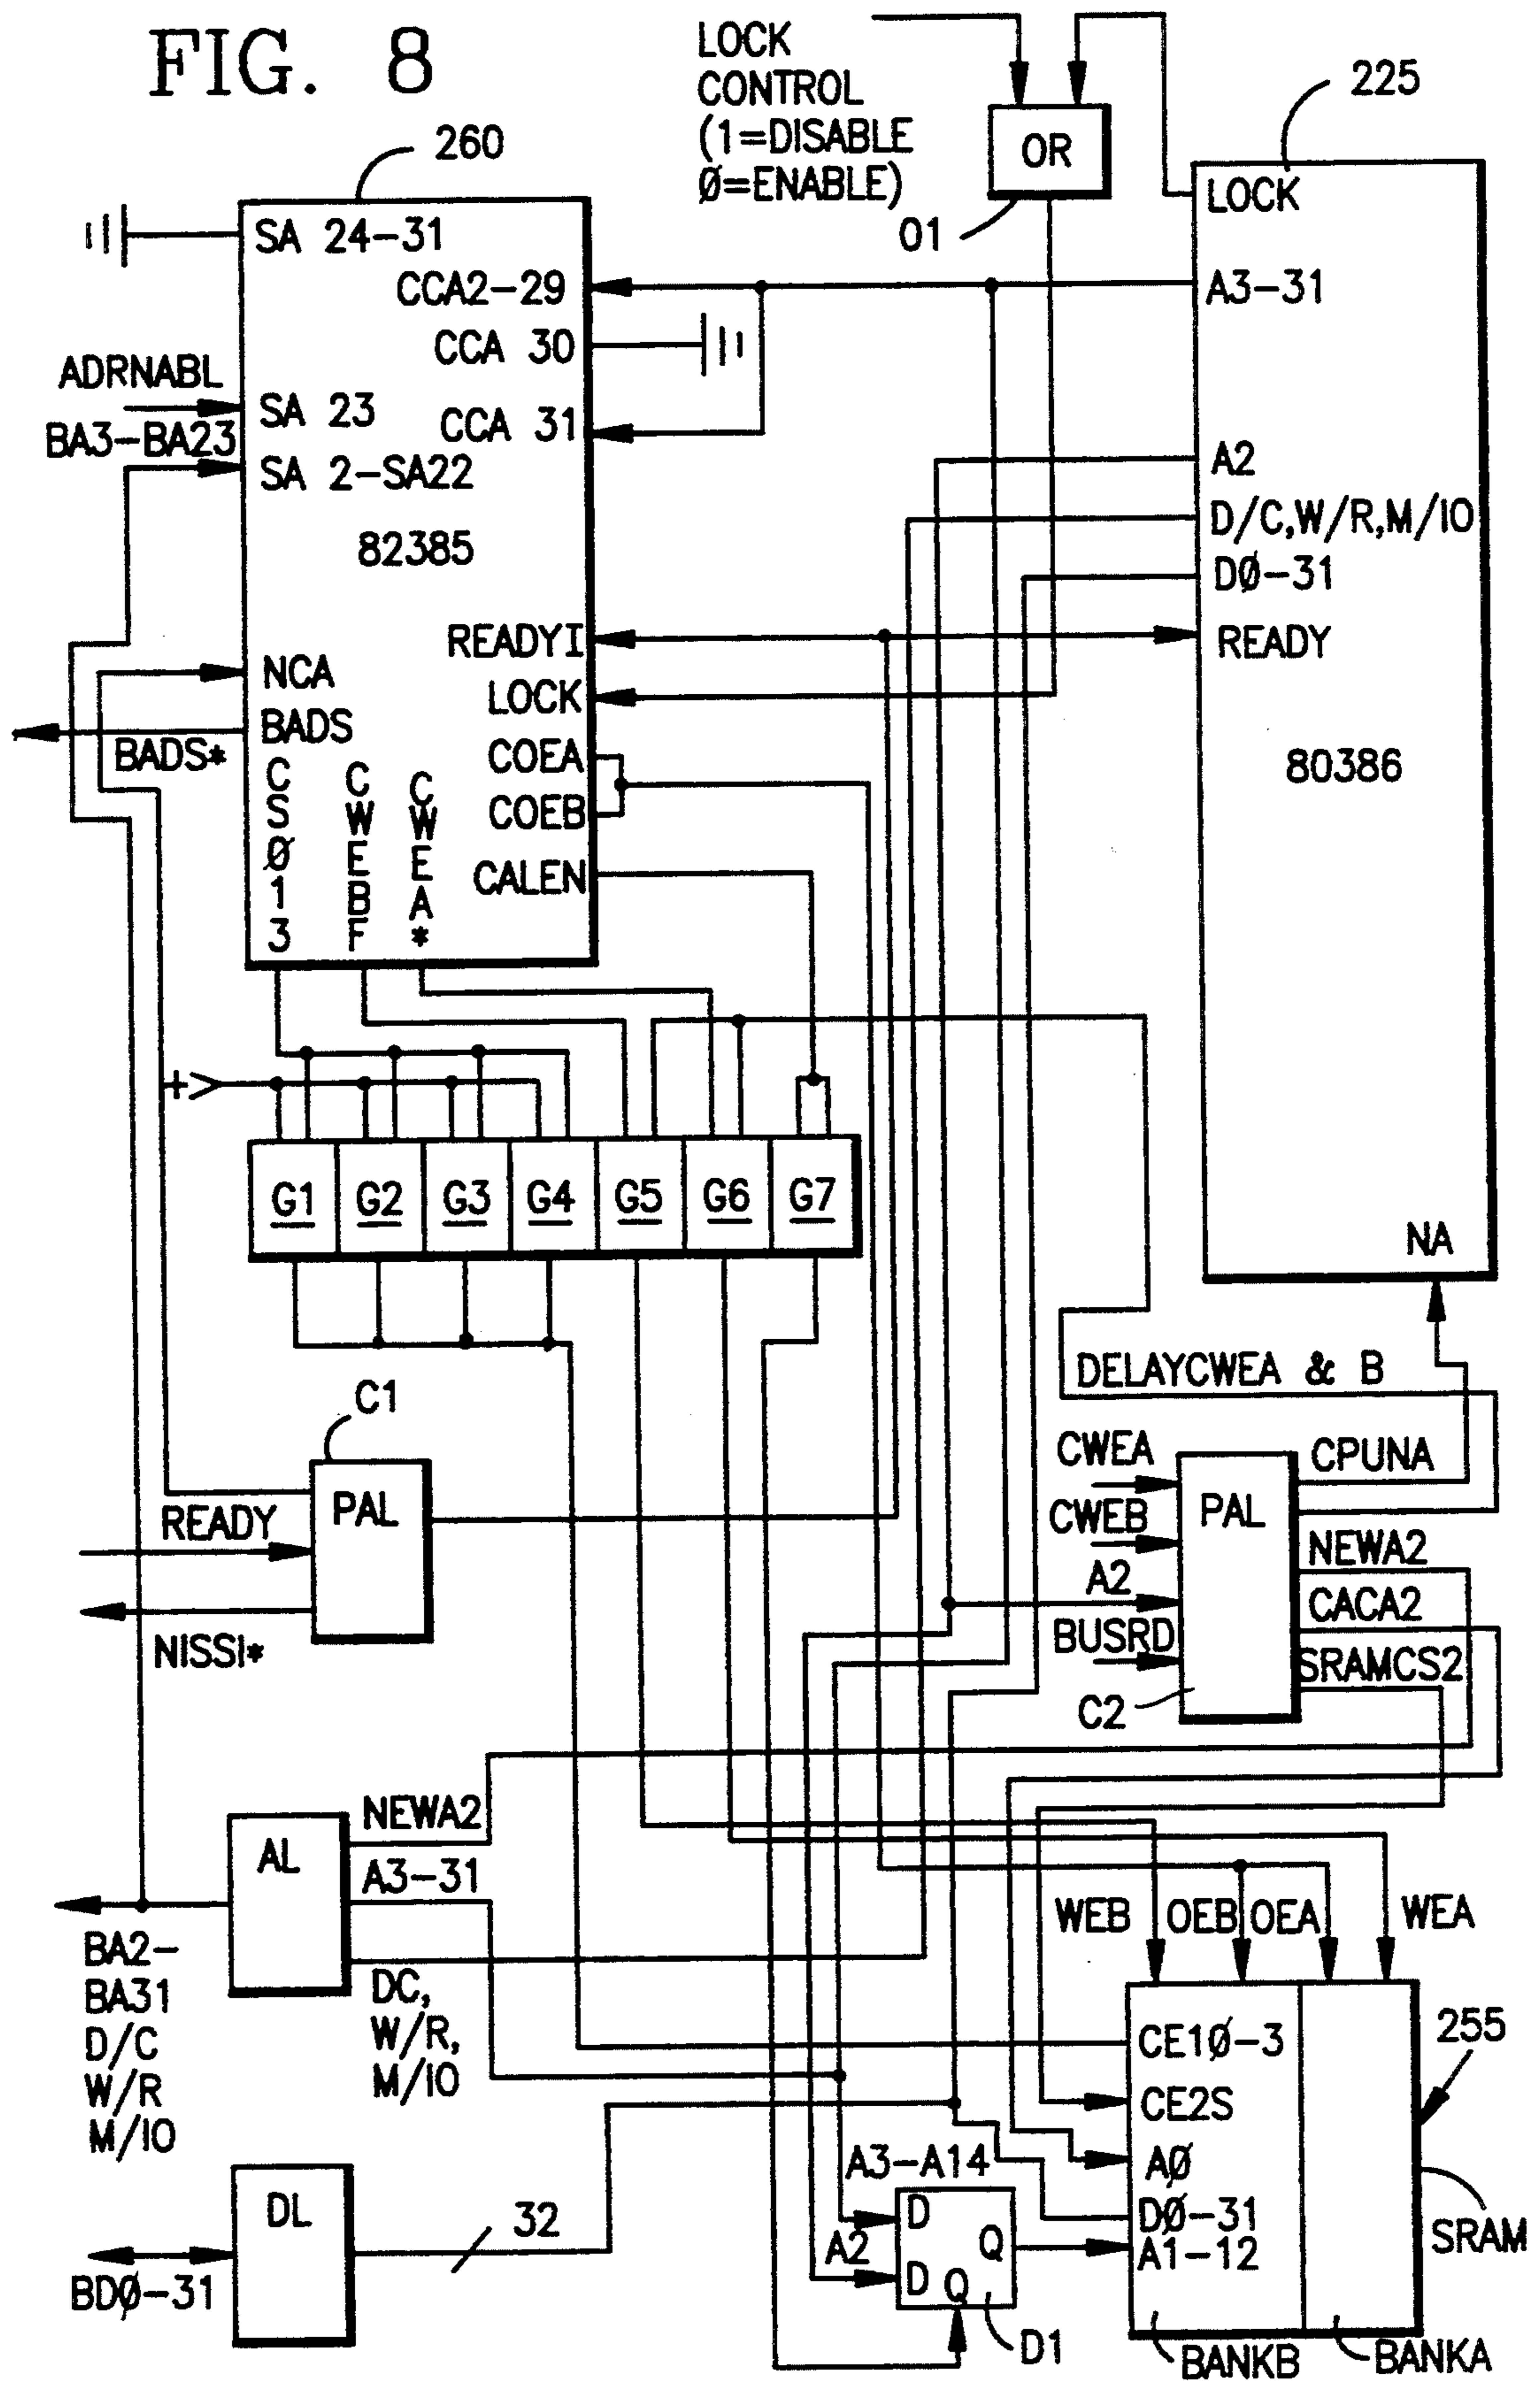 FIG. 8
LOCK
CONTROL
(1=DISABLE
Ø=ENABLE)
OR
O1
225
260
LOCK
A3-31
A2
D/C,W/R,M/IO
DØ-31
READY
80386
NA
SA 24-31
CCA2-29
CCA 30
ADRNABL
SA 23
CCA 31
BA3-BA23
SA 2-SA22
82385
READYI
NCA
LOCK
BADS
BADS*
COEA
COEB
CALEN
CSØ13
CWEBF
CWEA*
+>
G1
G2
G3
G4
G5
G6
G7
DELAYCWEA & B
C1
PAL
READY
NISSI*
CWEA
CWEB
A2
BUSRD
PAL
C2
CPUNA
NEWA2
CACA2
SRAMCS2
AL
NEWA2
A3-31
DC,
W/R,
M/IO
BA2-
BA31
D/C
W/R
M/IO
DL
32
BDØ-31
WEB
OEB
OEA
WEA
CE1Ø-3
CE2S
AØ
DØ-31
A1-12
255
SRAM
A3-A14
A2
D
Q
D
Q
D1
BANKB
BANKA